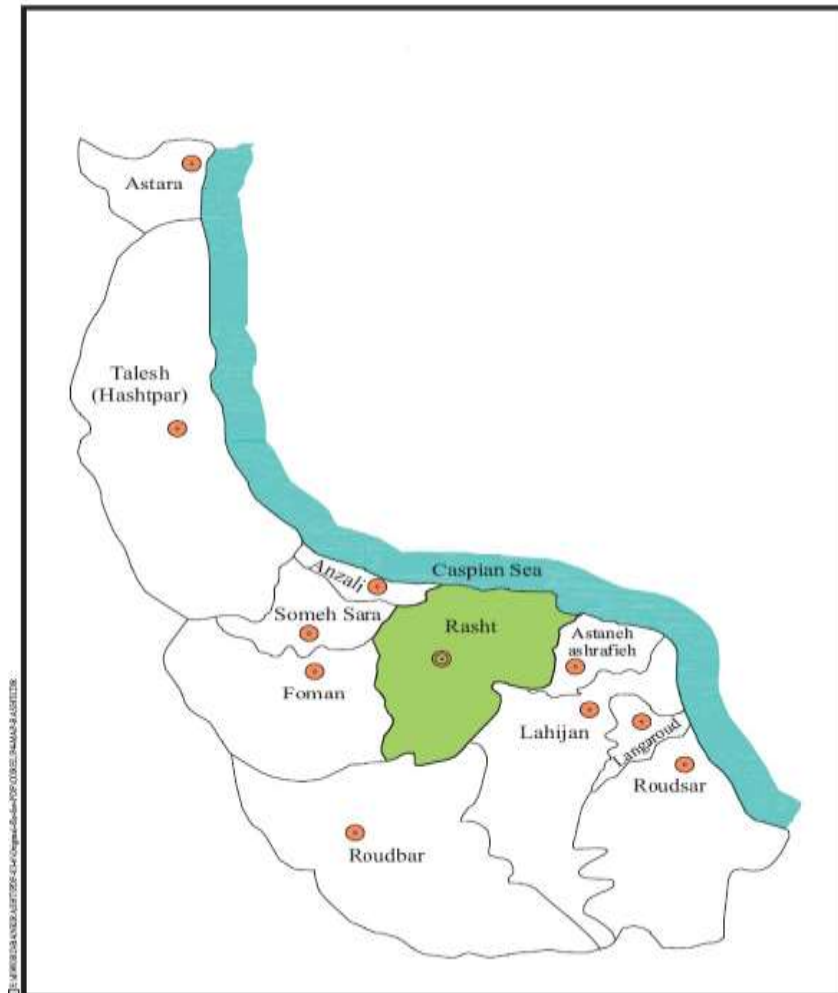 Astara
Talesh
(Hashtpar)
Anzali
Caspian Sea
Someh Sara
Rasht
Astaneh
ashrafieh
Foman
Lahijan
Langaroud
Roudsar
Roudbar